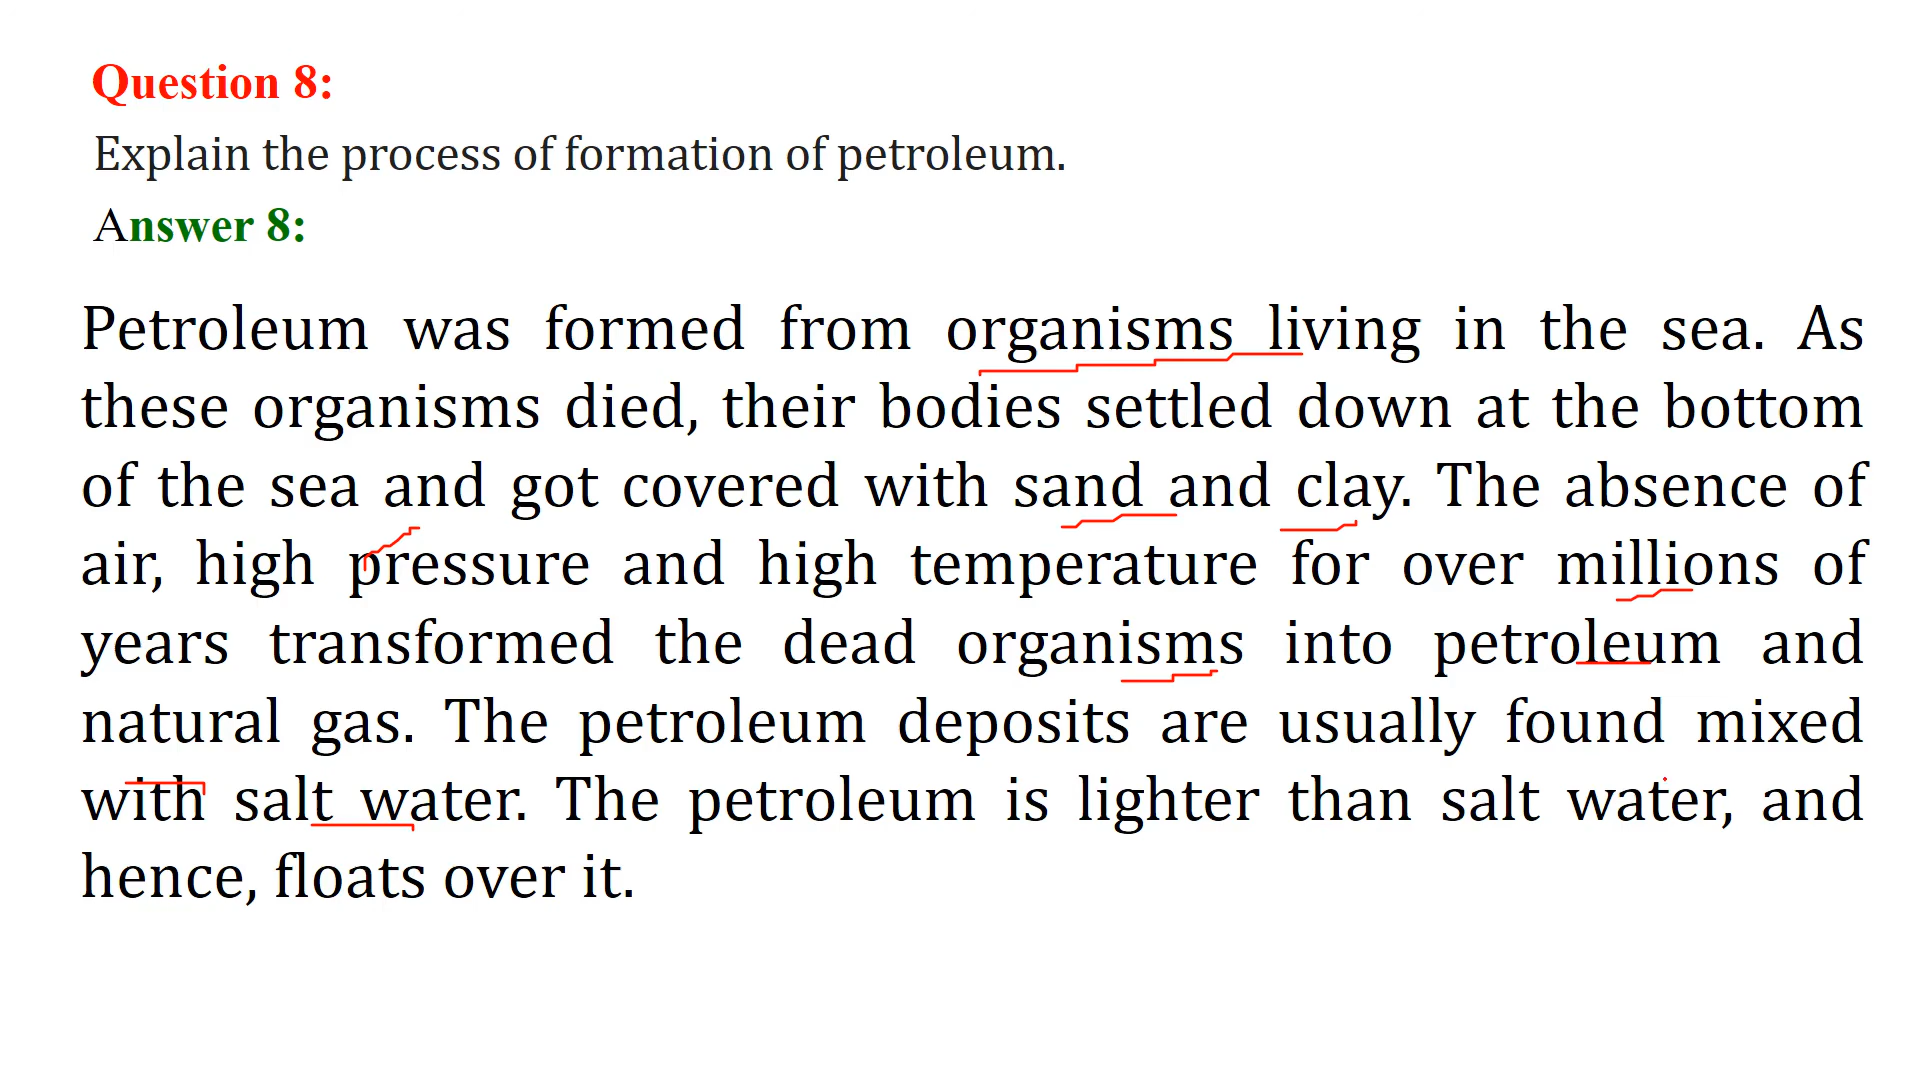 Question 8:
Explain the process of formation of petroleum.
Answer 8:
Petroleum was formed from organisms living in the sea. As
these organisms died, their bodies settled down at the bottom
of the sea and got covered with sand and clay. The absence of
air, high pressure and high temperature for over millions of
years transformed the dead organisms into petroleum and
natural gas. The petroleum deposits are usually found mixed
with salt water. The petroleum is lighter than salt water, and
hence, floats over it.